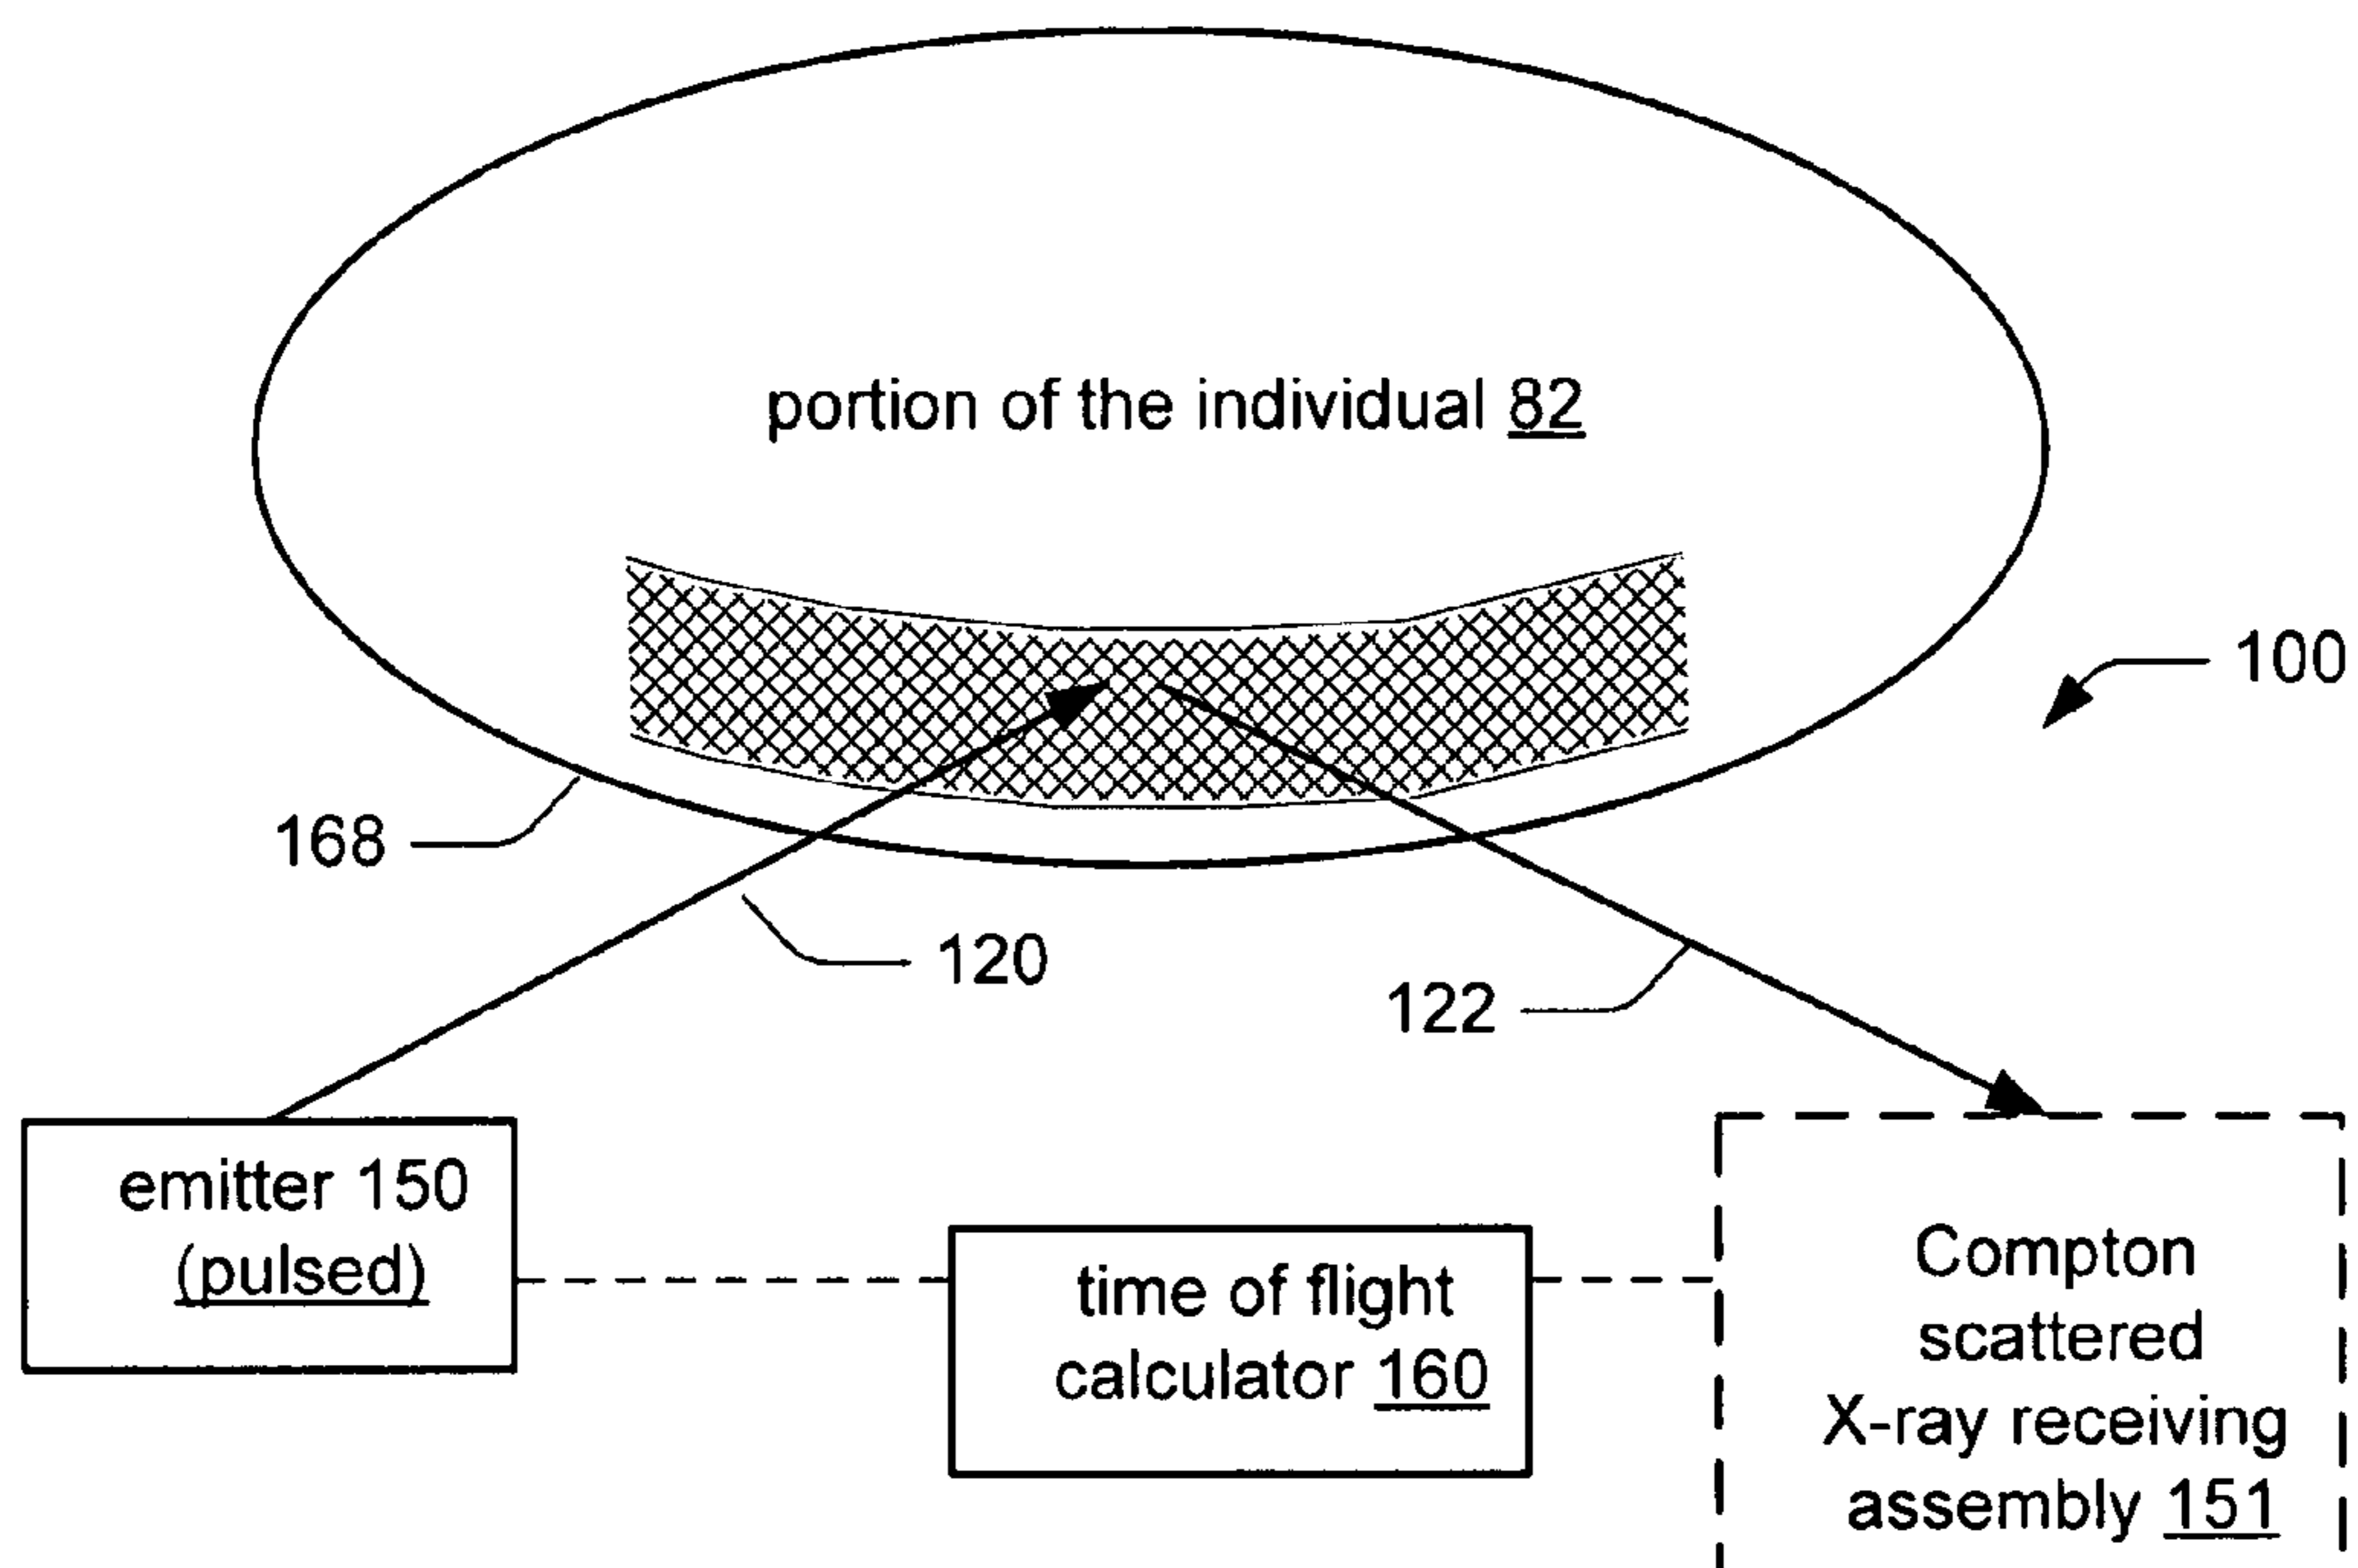 portion of the individual 82
100
168
120
122
emitter 150
(pulsed)
time of flight
calculator 160
Compton
scattered
X-ray receiving
assembly 151